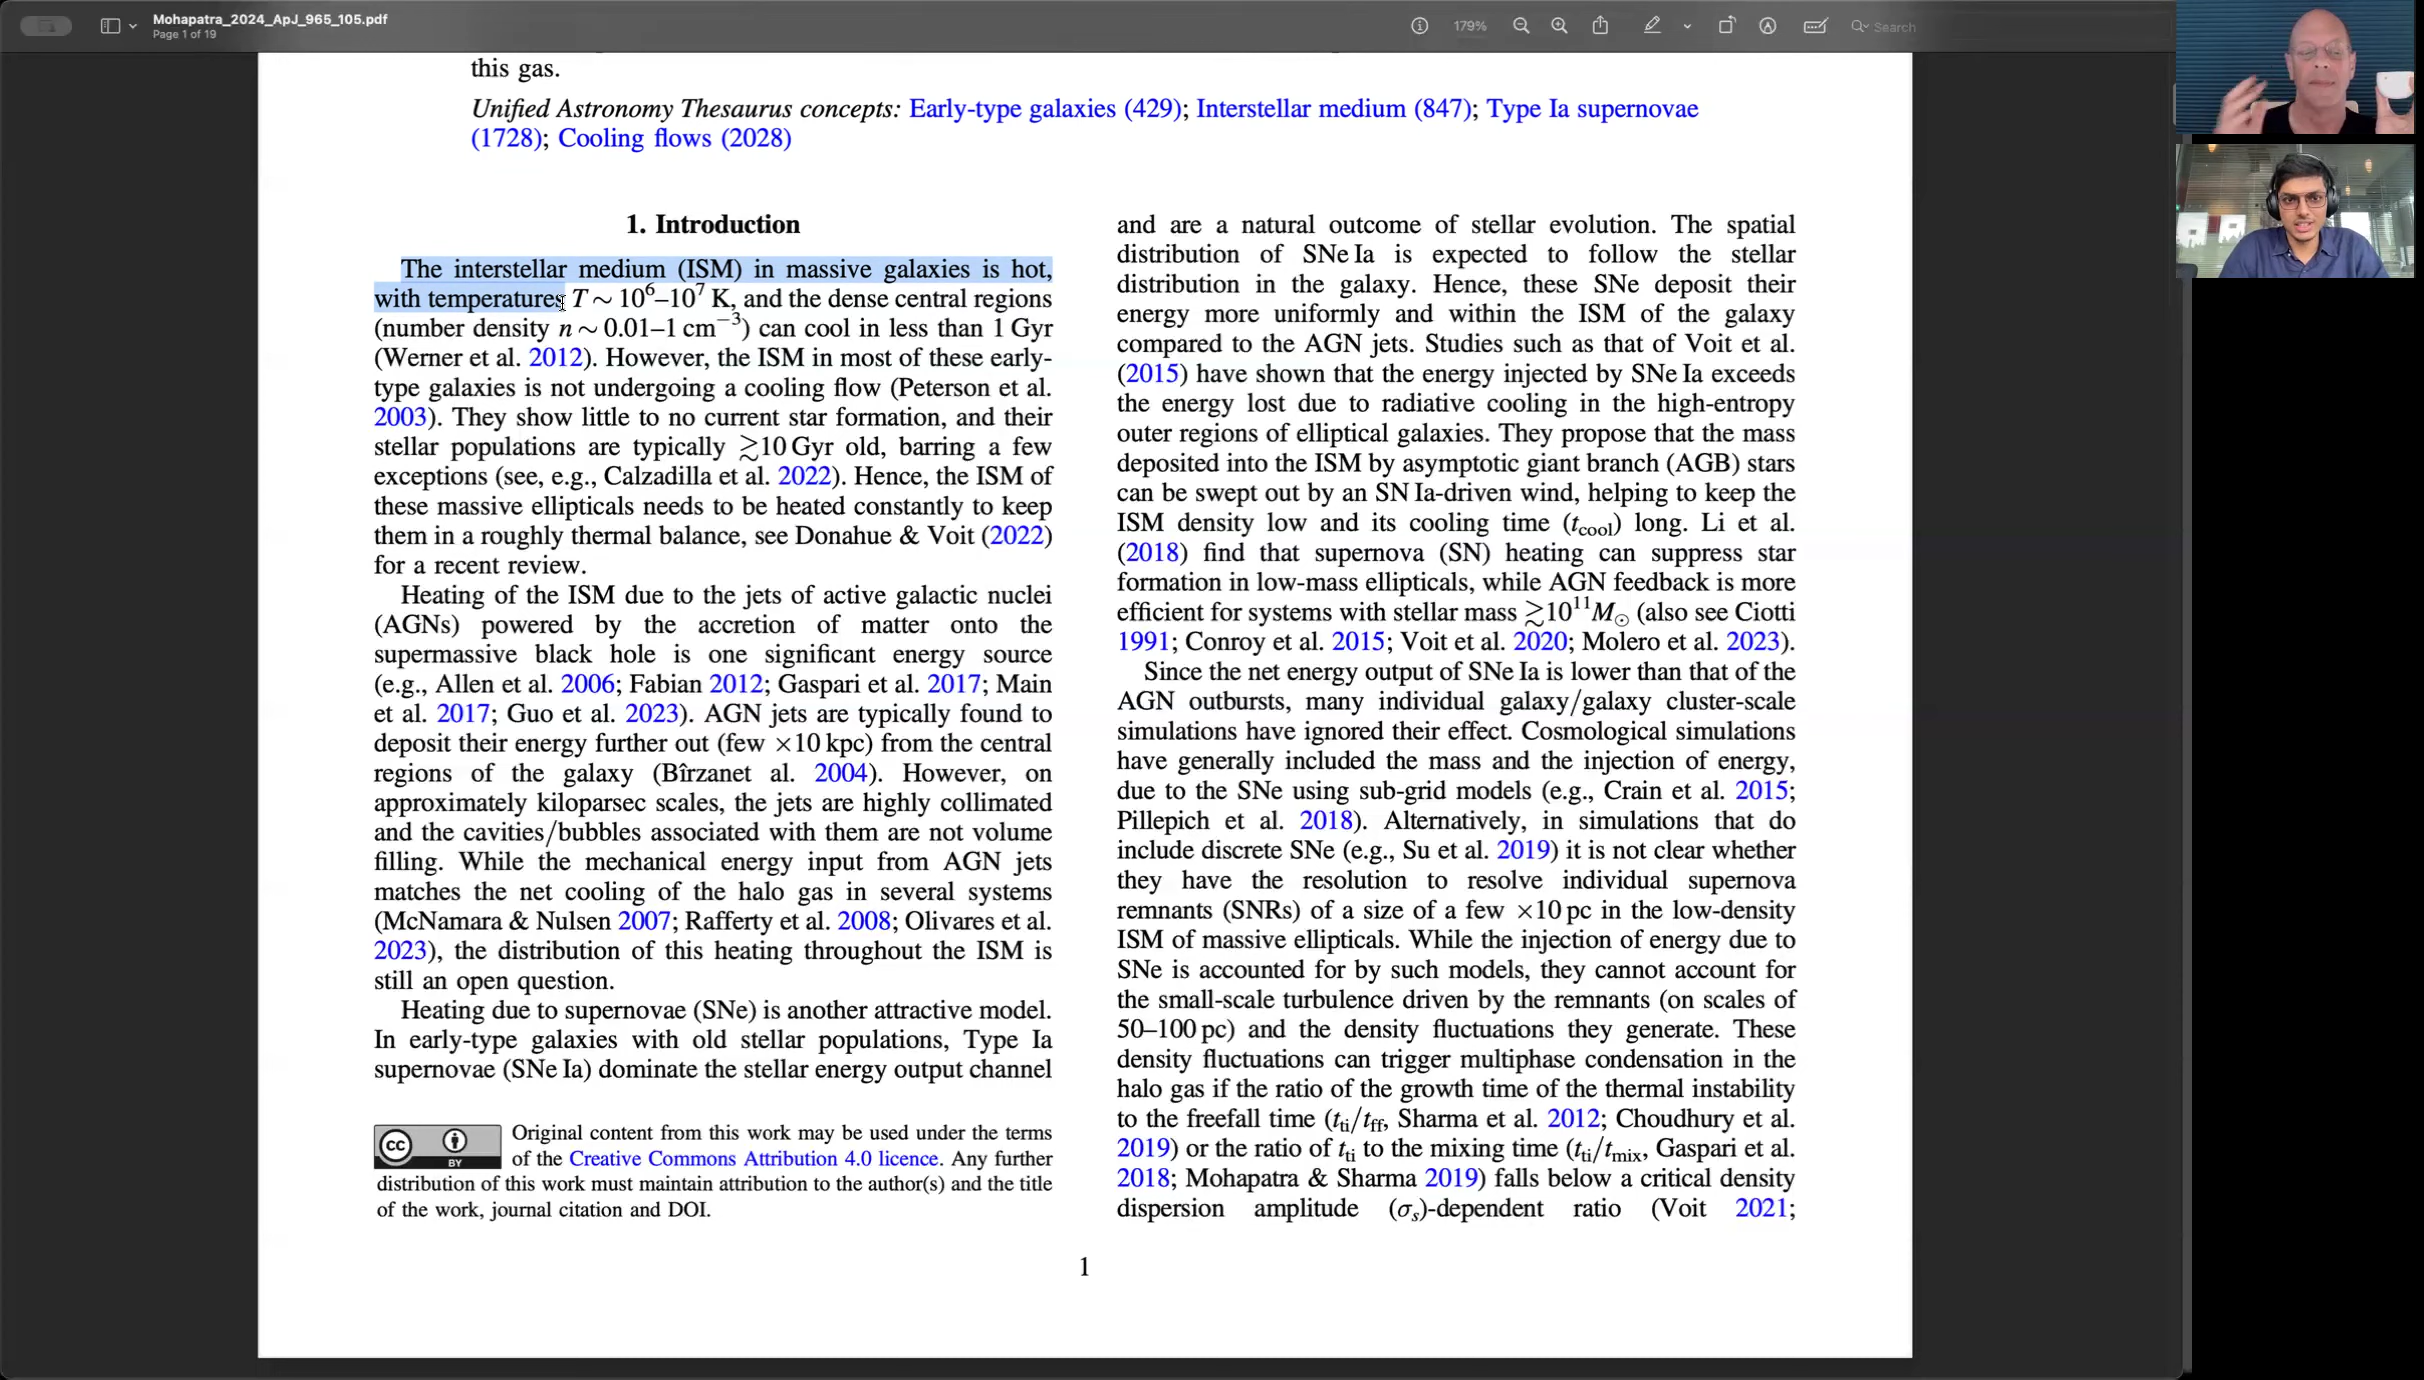 Mohapatra_2024_ApJ_965_105.pdf
Page 1 of 19
179%
Search
this gas.
Unified Astronomy Thesaurus concepts: Early-type galaxies (429); Interstellar medium (847); Type Ia supernovae
(1728); Cooling flows (2028)
1. Introduction
The interstellar medium (ISM) in massive galaxies is hot,
with temperatures T ∼ 10⁶–10⁷ K, and the dense central regions
(number density n ∼ 0.01–1 cm⁻³) can cool in less than 1 Gyr
(Werner et al. 2012). However, the ISM in most of these early-
type galaxies is not undergoing a cooling flow (Peterson et al.
2003). They show little to no current star formation, and their
stellar populations are typically ≳10 Gyr old, barring a few
exceptions (see, e.g., Calzadilla et al. 2022). Hence, the ISM of
these massive ellipticals needs to be heated constantly to keep
them in a roughly thermal balance, see Donahue & Voit (2022)
for a recent review.
Heating of the ISM due to the jets of active galactic nuclei
(AGNs) powered by the accretion of matter onto the
supermassive black hole is one significant energy source
(e.g., Allen et al. 2006; Fabian 2012; Gaspari et al. 2017; Main
et al. 2017; Guo et al. 2023). AGN jets are typically found to
deposit their energy further out (few ×10 kpc) from the central
regions of the galaxy (Bîrzanet al. 2004). However, on
approximately kiloparsec scales, the jets are highly collimated
and the cavities/bubbles associated with them are not volume
filling. While the mechanical energy input from AGN jets
matches the net cooling of the halo gas in several systems
(McNamara & Nulsen 2007; Rafferty et al. 2008; Olivares et al.
2023), the distribution of this heating throughout the ISM is
still an open question.
Heating due to supernovae (SNe) is another attractive model.
In early-type galaxies with old stellar populations, Type Ia
supernovae (SNe Ia) dominate the stellar energy output channel
cc
BY
Original content from this work may be used under the terms
of the Creative Commons Attribution 4.0 licence. Any further
distribution of this work must maintain attribution to the author(s) and the title
of the work, journal citation and DOI.
and are a natural outcome of stellar evolution. The spatial
distribution of SNe Ia is expected to follow the stellar
distribution in the galaxy. Hence, these SNe deposit their
energy more uniformly and within the ISM of the galaxy
compared to the AGN jets. Studies such as that of Voit et al.
(2015) have shown that the energy injected by SNe Ia exceeds
the energy lost due to radiative cooling in the high-entropy
outer regions of elliptical galaxies. They propose that the mass
deposited into the ISM by asymptotic giant branch (AGB) stars
can be swept out by an SN Ia-driven wind, helping to keep the
ISM density low and its cooling time (t_cool) long. Li et al.
(2018) find that supernova (SN) heating can suppress star
formation in low-mass ellipticals, while AGN feedback is more
efficient for systems with stellar mass ≳10¹¹M⊙ (also see Ciotti
1991; Conroy et al. 2015; Voit et al. 2020; Molero et al. 2023).
Since the net energy output of SNe Ia is lower than that of the
AGN outbursts, many individual galaxy/galaxy cluster-scale
simulations have ignored their effect. Cosmological simulations
have generally included the mass and the injection of energy,
due to the SNe using sub-grid models (e.g., Crain et al. 2015;
Pillepich et al. 2018). Alternatively, in simulations that do
include discrete SNe (e.g., Su et al. 2019) it is not clear whether
they have the resolution to resolve individual supernova
remnants (SNRs) of a size of a few ×10 pc in the low-density
ISM of massive ellipticals. While the injection of energy due to
SNe is accounted for by such models, they cannot account for
the small-scale turbulence driven by the remnants (on scales of
50–100 pc) and the density fluctuations they generate. These
density fluctuations can trigger multiphase condensation in the
halo gas if the ratio of the growth time of the thermal instability
to the freefall time (t_ti/t_ff, Sharma et al. 2012; Choudhury et al.
2019) or the ratio of t_ti to the mixing time (t_ti/t_mix, Gaspari et al.
2018; Mohapatra & Sharma 2019) falls below a critical density
dispersion amplitude (σ_s)-dependent ratio (Voit 2021;
1